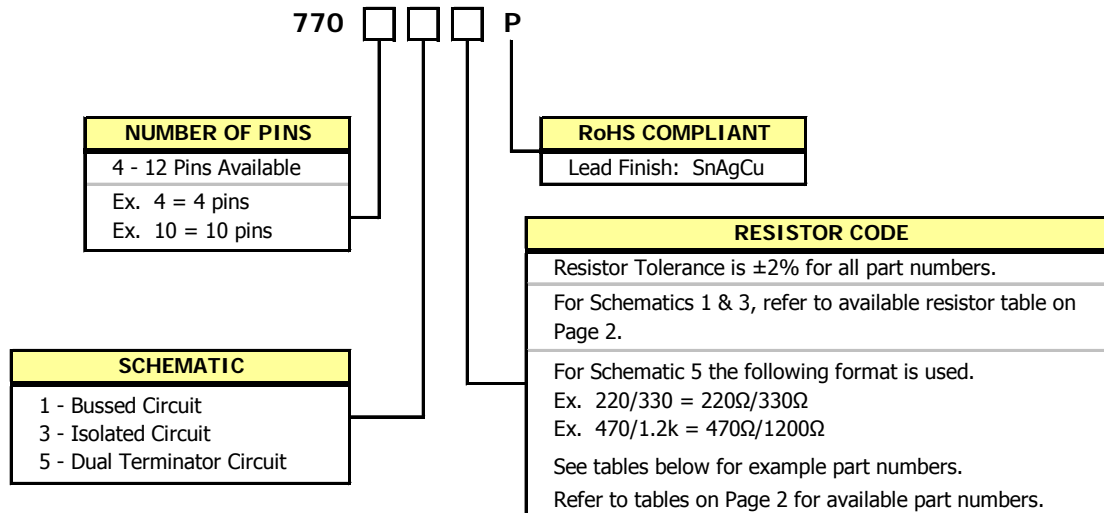 770 P
NUMBER OF PINS
4 - 12 Pins Available
Ex. 4 = 4 pins
Ex. 10 = 10 pins
RoHS COMPLIANT
Lead Finish: SnAgCu
SCHEMATIC
1 - Bussed Circuit
3 - Isolated Circuit
5 - Dual Terminator Circuit
RESISTOR CODE
Resistor Tolerance is ±2% for all part numbers.
For Schematics 1 & 3, refer to available resistor table on
Page 2.
For Schematic 5 the following format is used.
Ex. 220/330 = 220Ω/330Ω
Ex. 470/1.2k = 470Ω/1200Ω
See tables below for example part numbers.
Refer to tables on Page 2 for available part numbers.